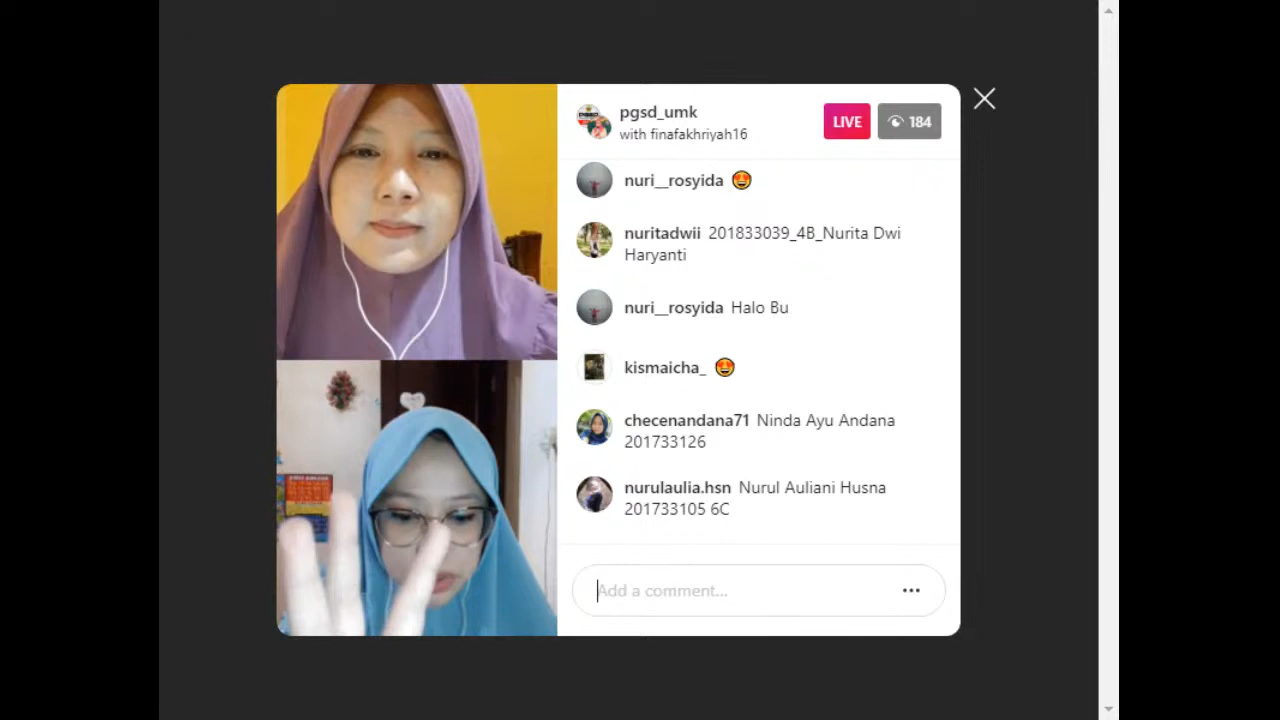 pgsd_umk
with finafakhriyah16
LIVE
184
nuri__rosyida 🤩
nuritadwii 201833039_4B_Nurita Dwi
Haryanti
nuri__rosyida Halo Bu
kismaicha_ 🤩
checenandana71 Ninda Ayu Andana
201733126
nurulaulia.hsn Nurul Auliani Husna
201733105 6C
Add a comment...